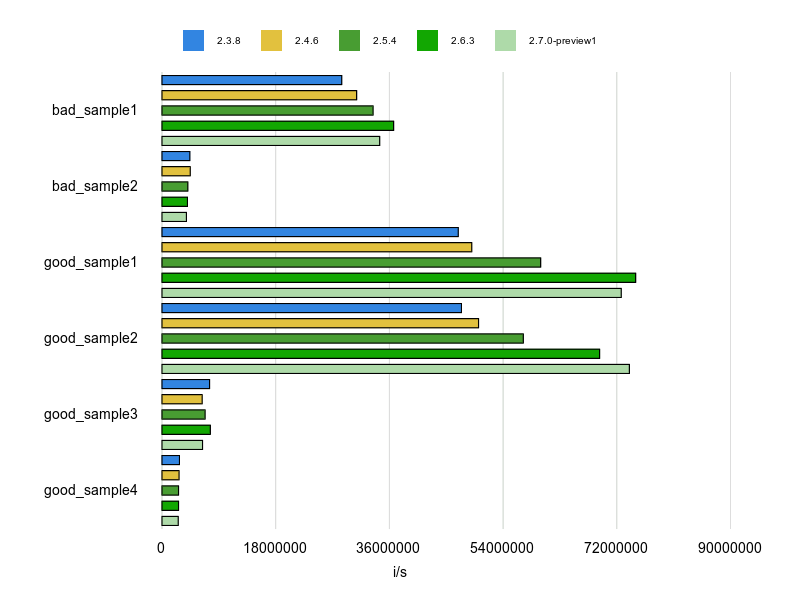 2.3.8 2.4.6 2.5.4 2.6.3 2.7.0-preview1
bad_sample1
bad_sample2
good_sample1
good_sample2
good_sample3
good_sample4
0 18000000 36000000 54000000 72000000 90000000
i/s